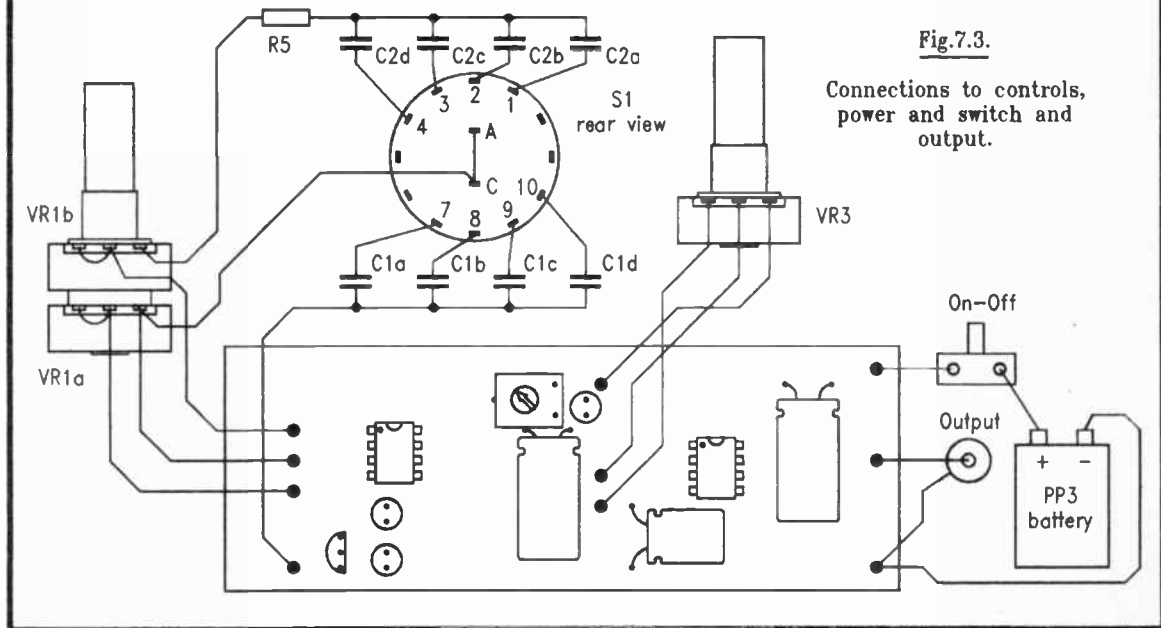 R5
C2d
C2c
C2b
C2a
Fig.7.3.
Connections to controls,
power and switch and
output.
S1
rear view
4
3
2
1
A
C
10
7
8
9
VR1b
VR1a
VR3
C1a
C1b
C1c
C1d
On-Off
Output
+ -
PP3
battery